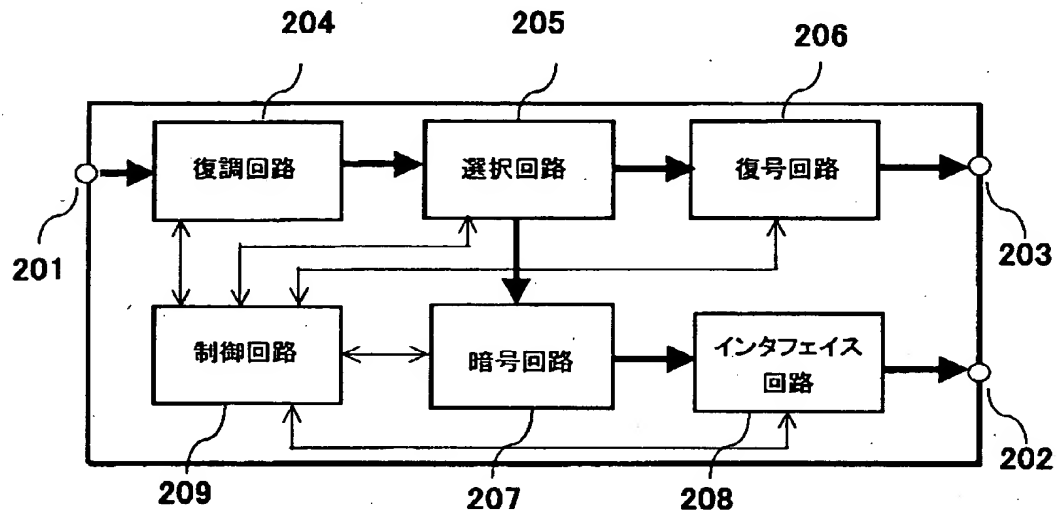 204
205
206
復調回路
選択回路
復号回路
201
203
制御回路
暗号回路
インタフェイス
回路
202
209
207
208